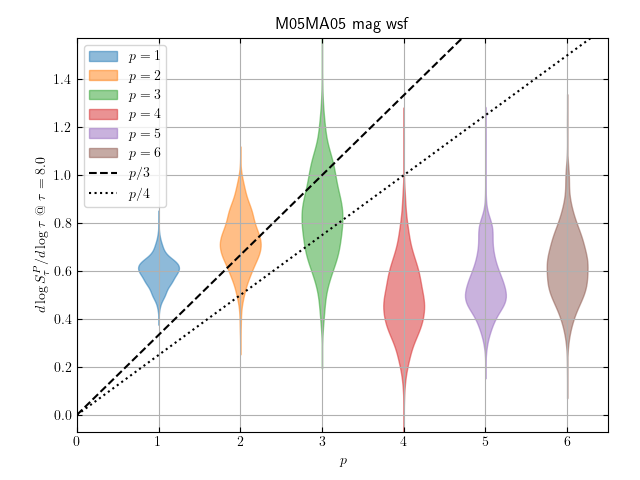 M05MA05 mag wsf
p = 1
p = 2
p = 3
p = 4
p = 5
p = 6
p/3
p/4
d log S_τ^P / d log τ @ τ = 8.0
1.4
1.2
1.0
0.8
0.6
0.4
0.2
0.0
0 1 2 3 4 5 6
p